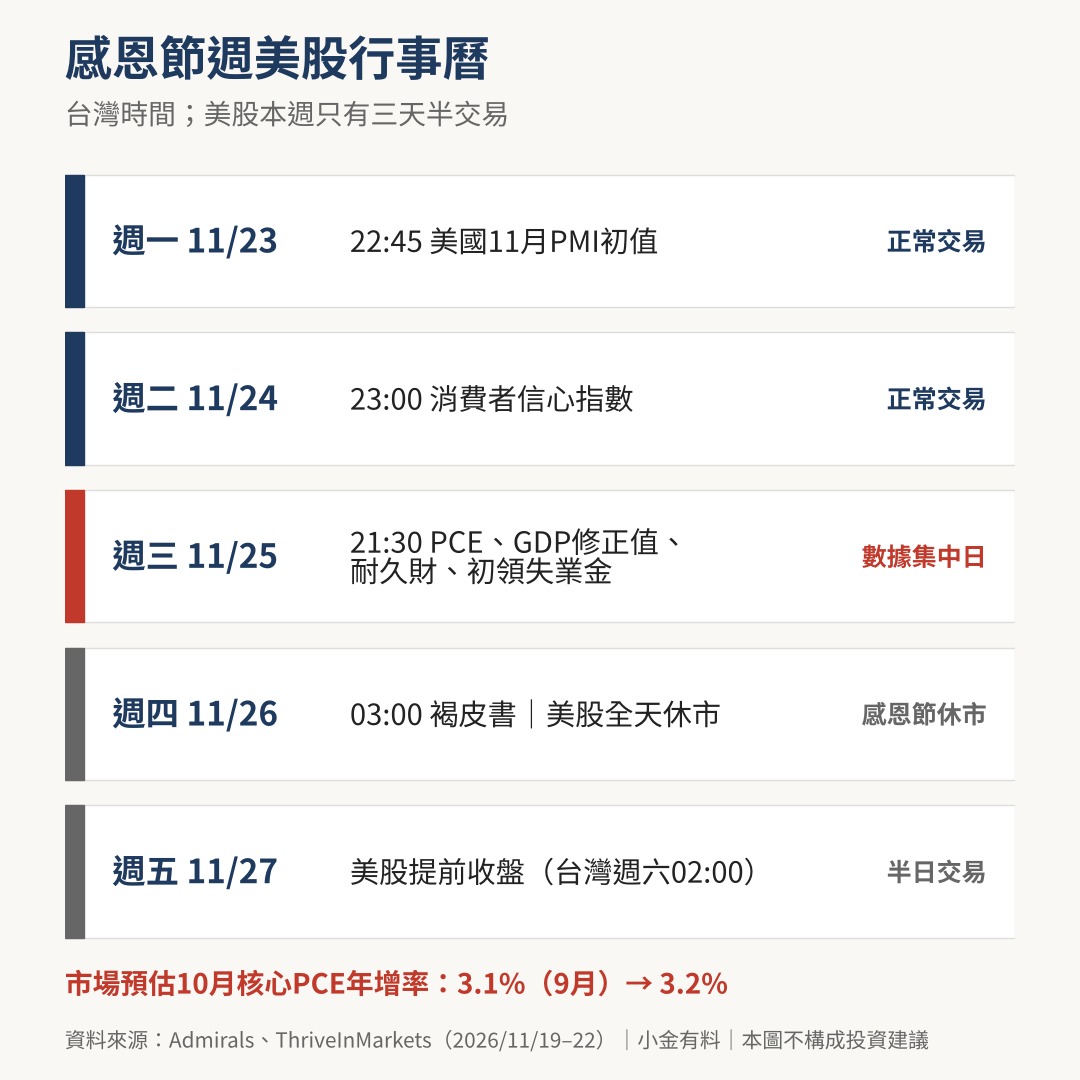 感恩節週美股行事曆
台灣時間；美股本週只有三天半交易
週一 11/23
22:45 美國11月PMI初值
正常交易
週二 11/24
23:00 消費者信心指數
正常交易
週三 11/25
21:30 PCE、GDP修正值、
耐久財、初領失業金
數據集中日
週四 11/26
03:00 褐皮書｜美股全天休市
感恩節休市
週五 11/27
美股提前收盤（台灣週六02:00）
半日交易
市場預估10月核心PCE年增率：3.1%（9月）→ 3.2%
資料來源：Admirals、ThriveInMarkets（2026/11/19–22）｜小金有料｜本圖不構成投資建議